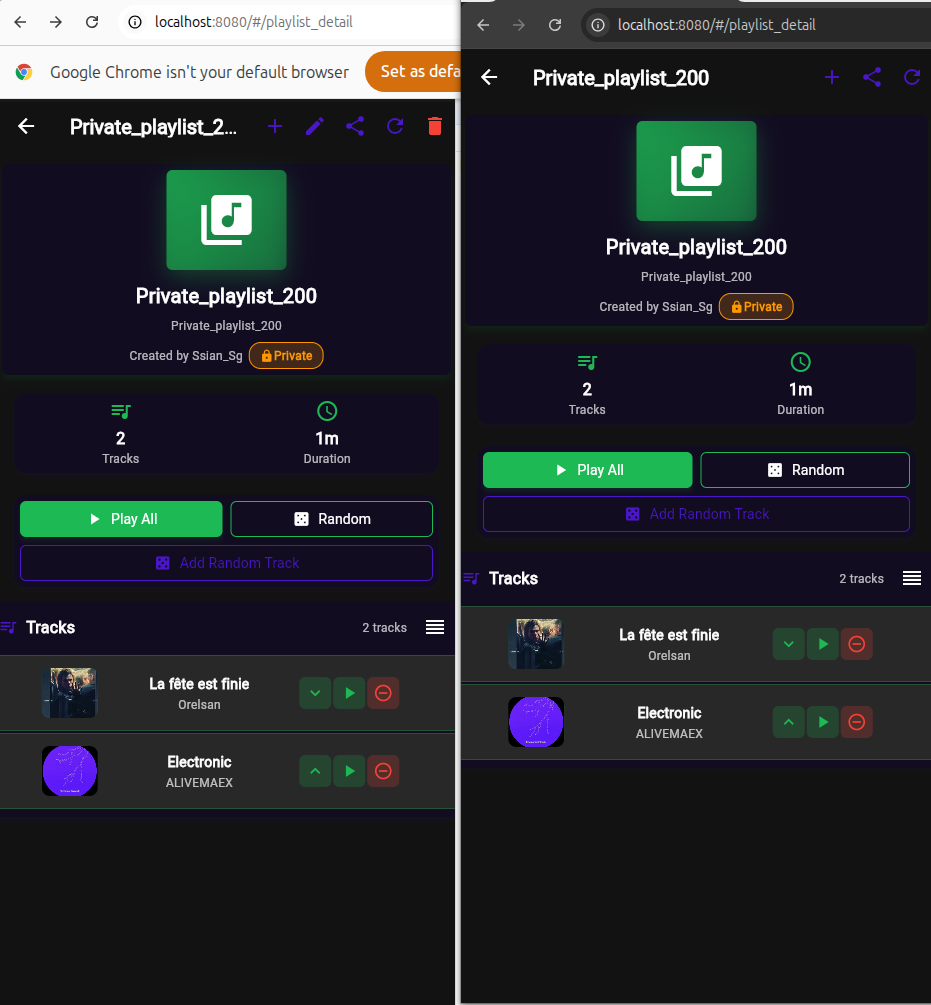 localhost:8080/#/playlist_detail
Google Chrome isn't your default browser
Set as defa
Private_playlist_2...
Private_playlist_200
Private_playlist_200
Created by Ssian_Sg
Private
2
Tracks
1m
Duration
Play All
Random
Add Random Track
Tracks
2 tracks
La fête est finie
Orelsan
Electronic
ALIVEMAEX
localhost:8080/#/playlist_detail
Private_playlist_200
Private_playlist_200
Private_playlist_200
Created by Ssian_Sg
Private
2
Tracks
1m
Duration
Play All
Random
Add Random Track
Tracks
2 tracks
La fête est finie
Orelsan
Electronic
ALIVEMAEX